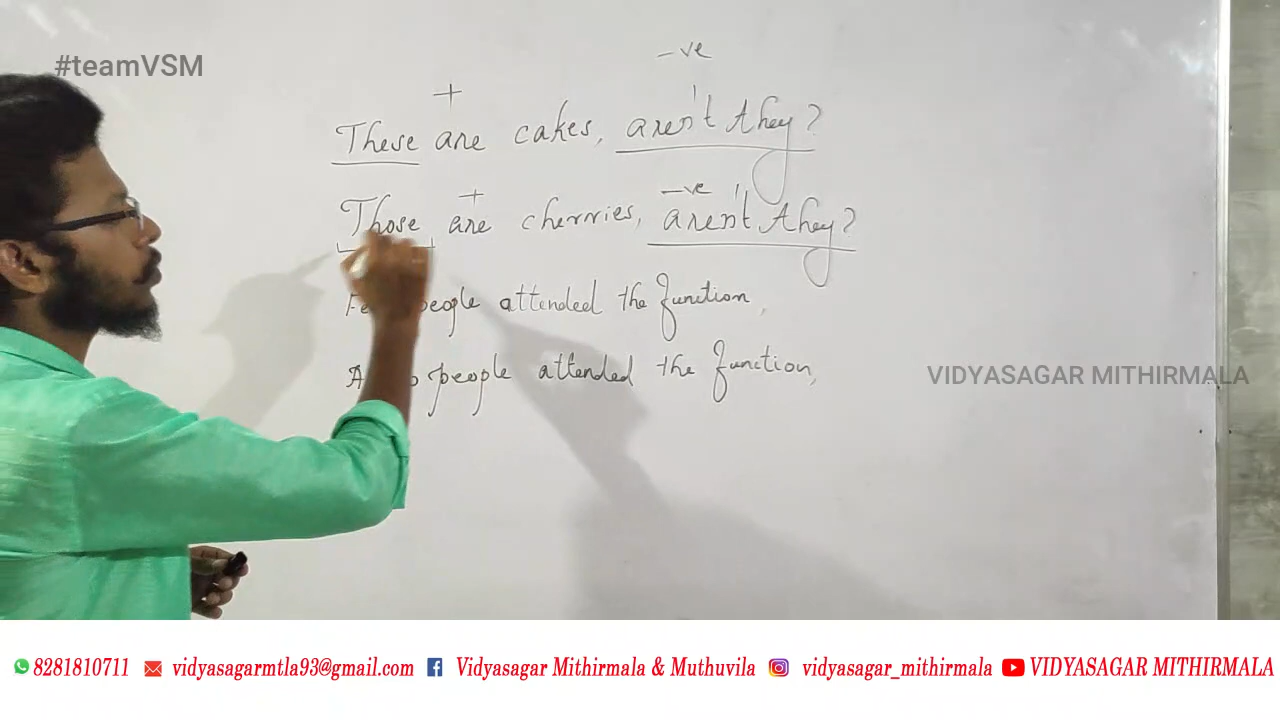 #teamVSM
-ve
+
These are cakes, aren't they?
+ -ve
Those are cherries, aren't they?
people attended the function,
people attended the function,
VIDYASAGAR MITHIRMALA
8281810711 vidyasagarmtla93@gmail.com Vidyasagar Mithirmala & Muthuvila vidyasagar_mithirmala VIDYASAGAR MITHIRMALA